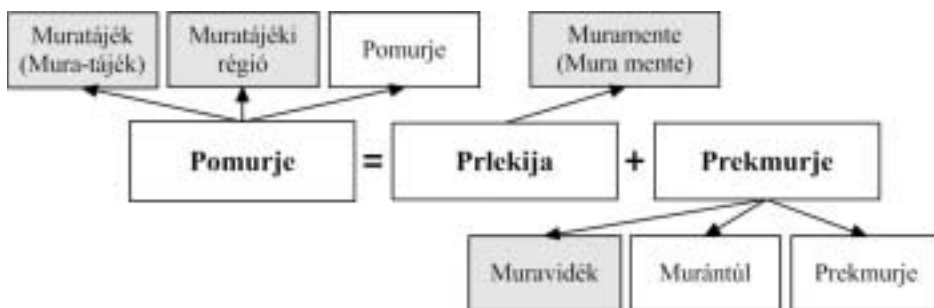 Muratájék
(Mura-tájék)
Muratájéki
régió
Pomurje
Muramente
(Mura mente)
Pomurje = Prlekija + Prekmurje
Muravidék
Murántúl
Prekmurje